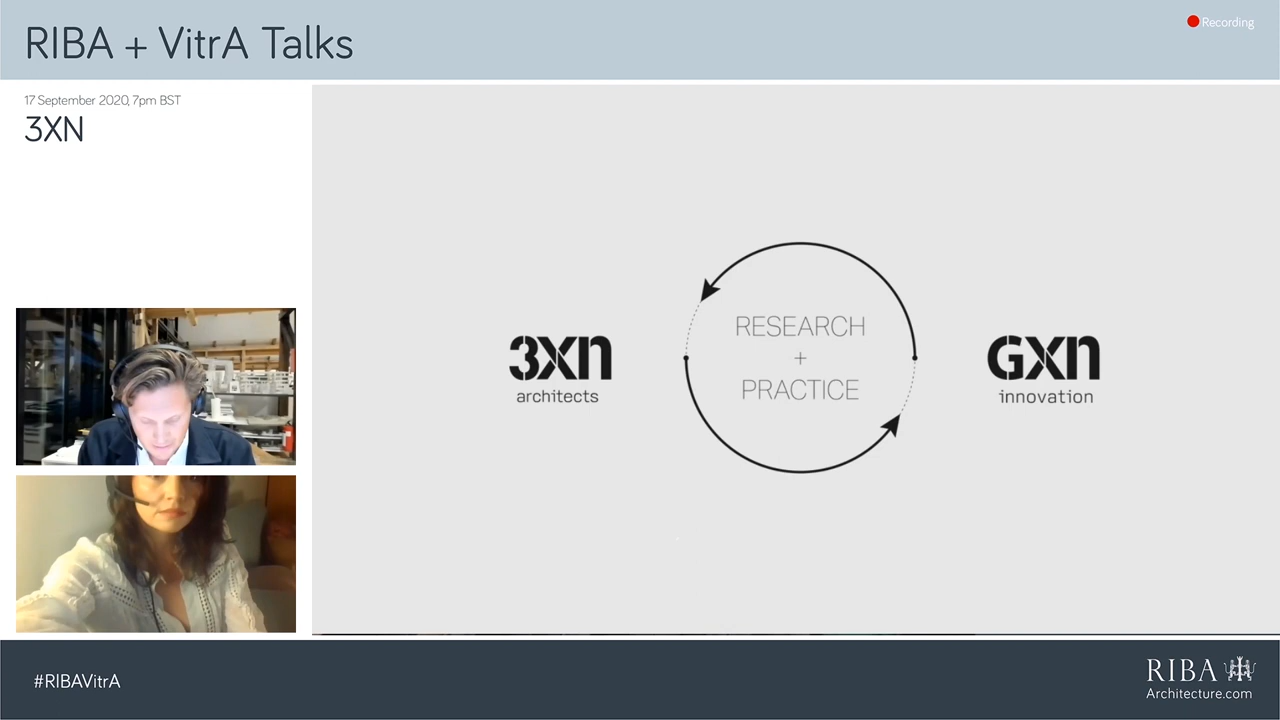 RIBA + VitrA Talks
Recording
17 September 2020, 7pm BST
3XN
RESEARCH
+
PRACTICE
3XN
architects
GXN
innovation
#RIBAVitrA
RIBA
Architecture.com